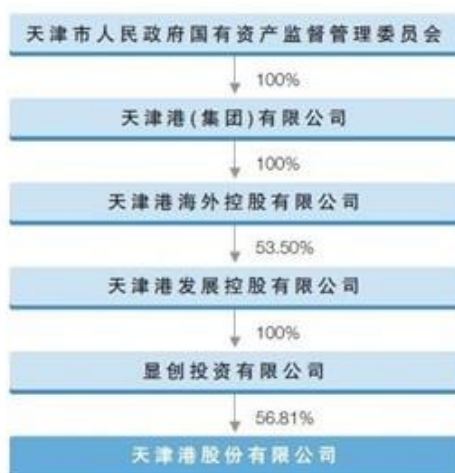 天津市人民政府国有资产监督管理委员会
100%
天津港(集团)有限公司
100%
天津港海外控股有限公司
53.50%
天津港发展控股有限公司
100%
显创投资有限公司
56.81%
天津港股份有限公司